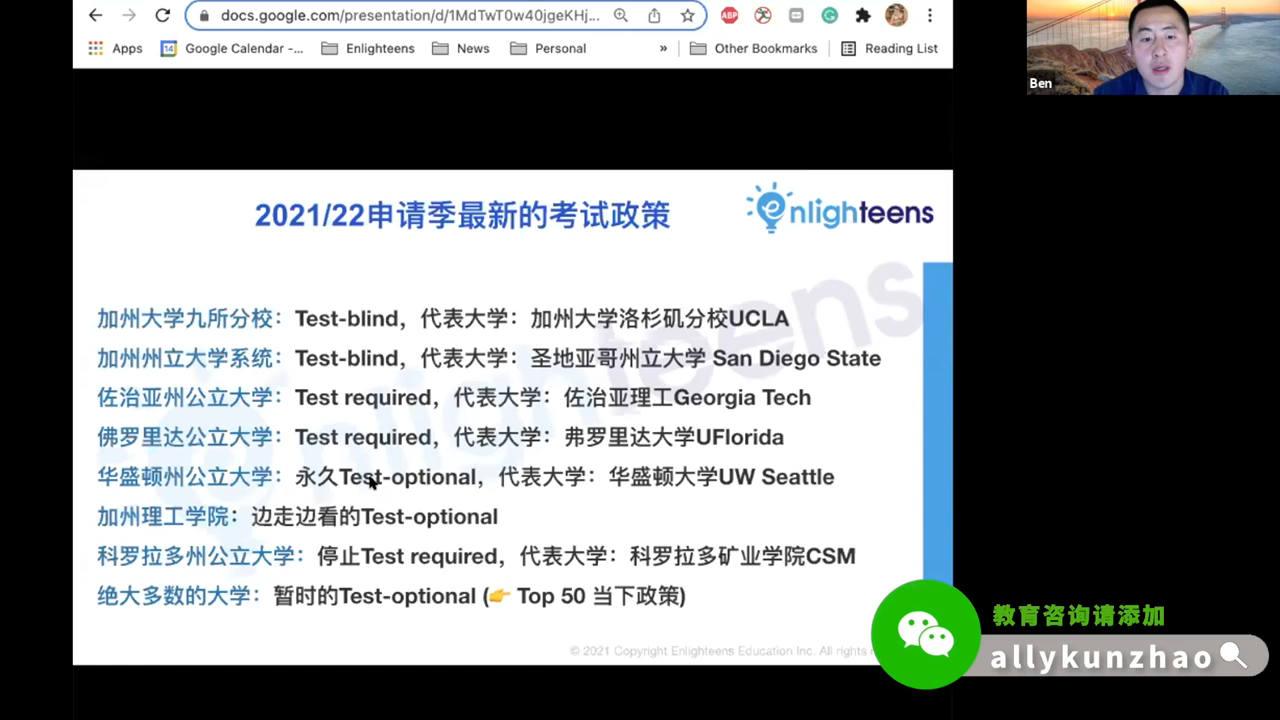 docs.google.com/presentation/d/1MdTwT0w40jgeKHj...
ABP
Apps
14
Google Calendar -...
Enlighteens
News
Personal
»
Other Bookmarks
Reading List
Ben
2021/22申请季最新的考试政策
enlighteens
加州大学九所分校：Test-blind，代表大学：加州大学洛杉矶分校UCLA
加州州立大学系统：Test-blind，代表大学：圣地亚哥州立大学 San Diego State
佐治亚州公立大学：Test required，代表大学：佐治亚理工Georgia Tech
佛罗里达公立大学：Test required，代表大学：弗罗里达大学UFlorida
华盛顿州公立大学：永久Test-optional，代表大学：华盛顿大学UW Seattle
加州理工学院：边走边看的Test-optional
科罗拉多州公立大学：停止Test required，代表大学：科罗拉多矿业学院CSM
绝大多数的大学：暂时的Test-optional (👉 Top 50 当下政策)
© 2021 Copyright Enlighteens Education Inc. All rights
教育咨询请添加
allykunzhao